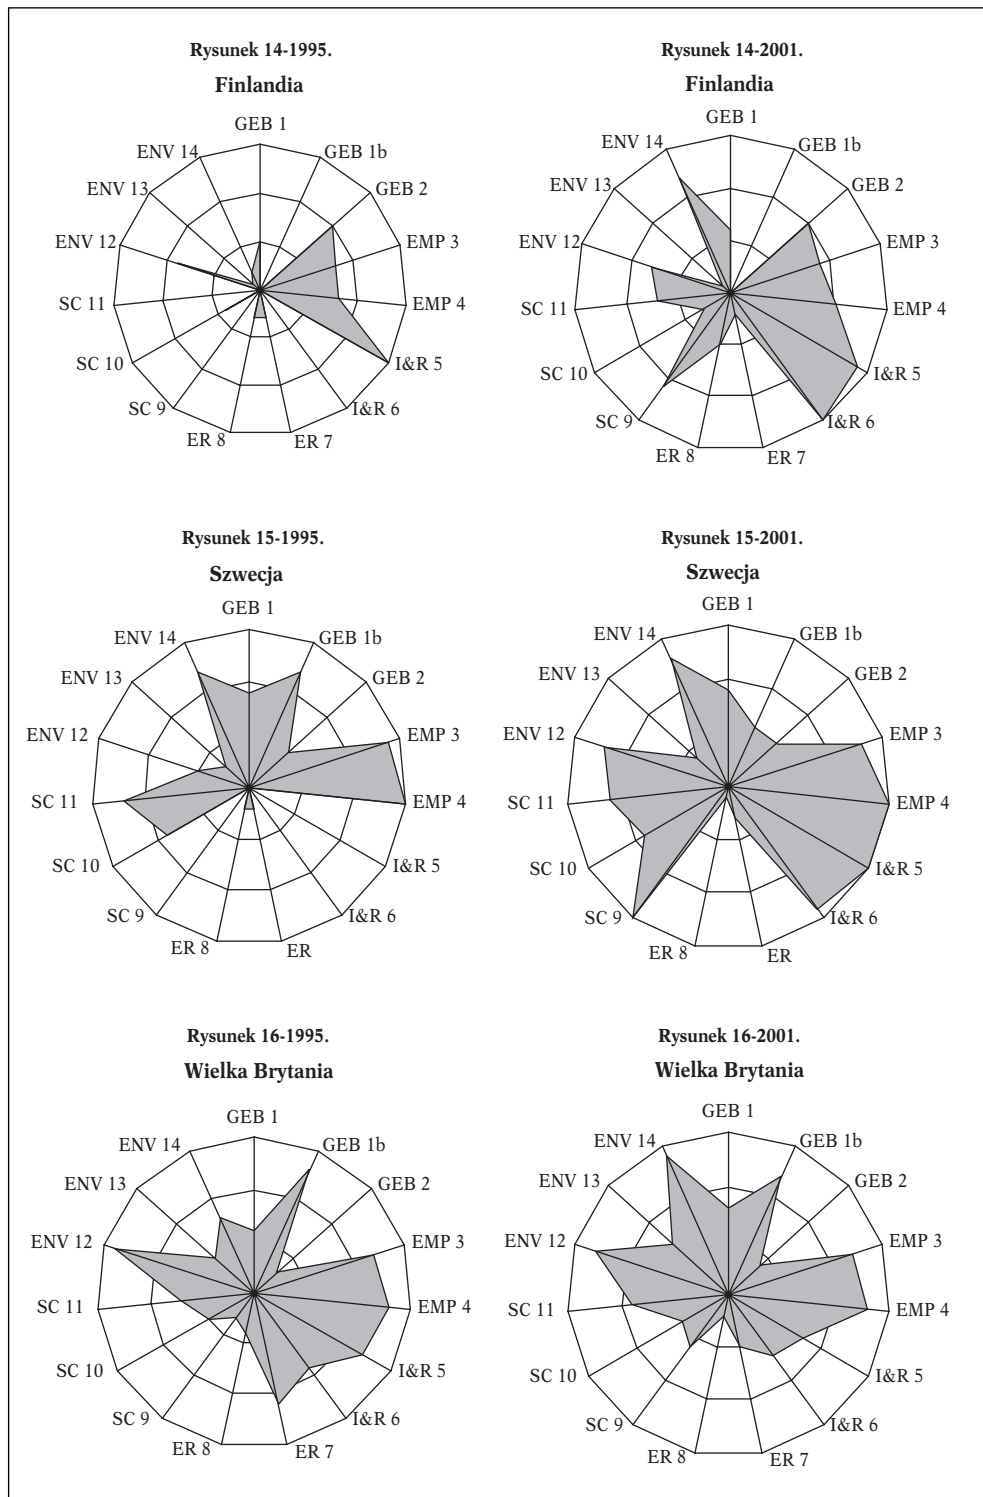 Rysunek 14-1995.
Finlandia
GEB 1
GEB 1b
GEB 2
EMP 3
EMP 4
I&R 5
I&R 6
ER 7
ER 8
SC 9
SC 10
SC 11
ENV 12
ENV 13
ENV 14
Rysunek 14-2001.
Finlandia
GEB 1
GEB 1b
GEB 2
EMP 3
EMP 4
I&R 5
I&R 6
ER 7
ER 8
SC 9
SC 10
SC 11
ENV 12
ENV 13
ENV 14
Rysunek 15-1995.
Szwecja
GEB 1
GEB 1b
GEB 2
EMP 3
EMP 4
I&R 5
I&R 6
ER
ER 8
SC 9
SC 10
SC 11
ENV 12
ENV 13
ENV 14
Rysunek 15-2001.
Szwecja
GEB 1
GEB 1b
GEB 2
EMP 3
EMP 4
I&R 5
I&R 6
ER
ER 8
SC 9
SC 10
SC 11
ENV 12
ENV 13
ENV 14
Rysunek 16-1995.
Wielka Brytania
GEB 1
GEB 1b
GEB 2
EMP 3
EMP 4
I&R 5
I&R 6
ER 7
ER 8
SC 9
SC 10
SC 11
ENV 12
ENV 13
ENV 14
Rysunek 16-2001.
Wielka Brytania
GEB 1
GEB 1b
GEB 2
EMP 3
EMP 4
I&R 5
I&R 6
ER 7
ER 8
SC 9
SC 10
SC 11
ENV 12
ENV 13
ENV 14